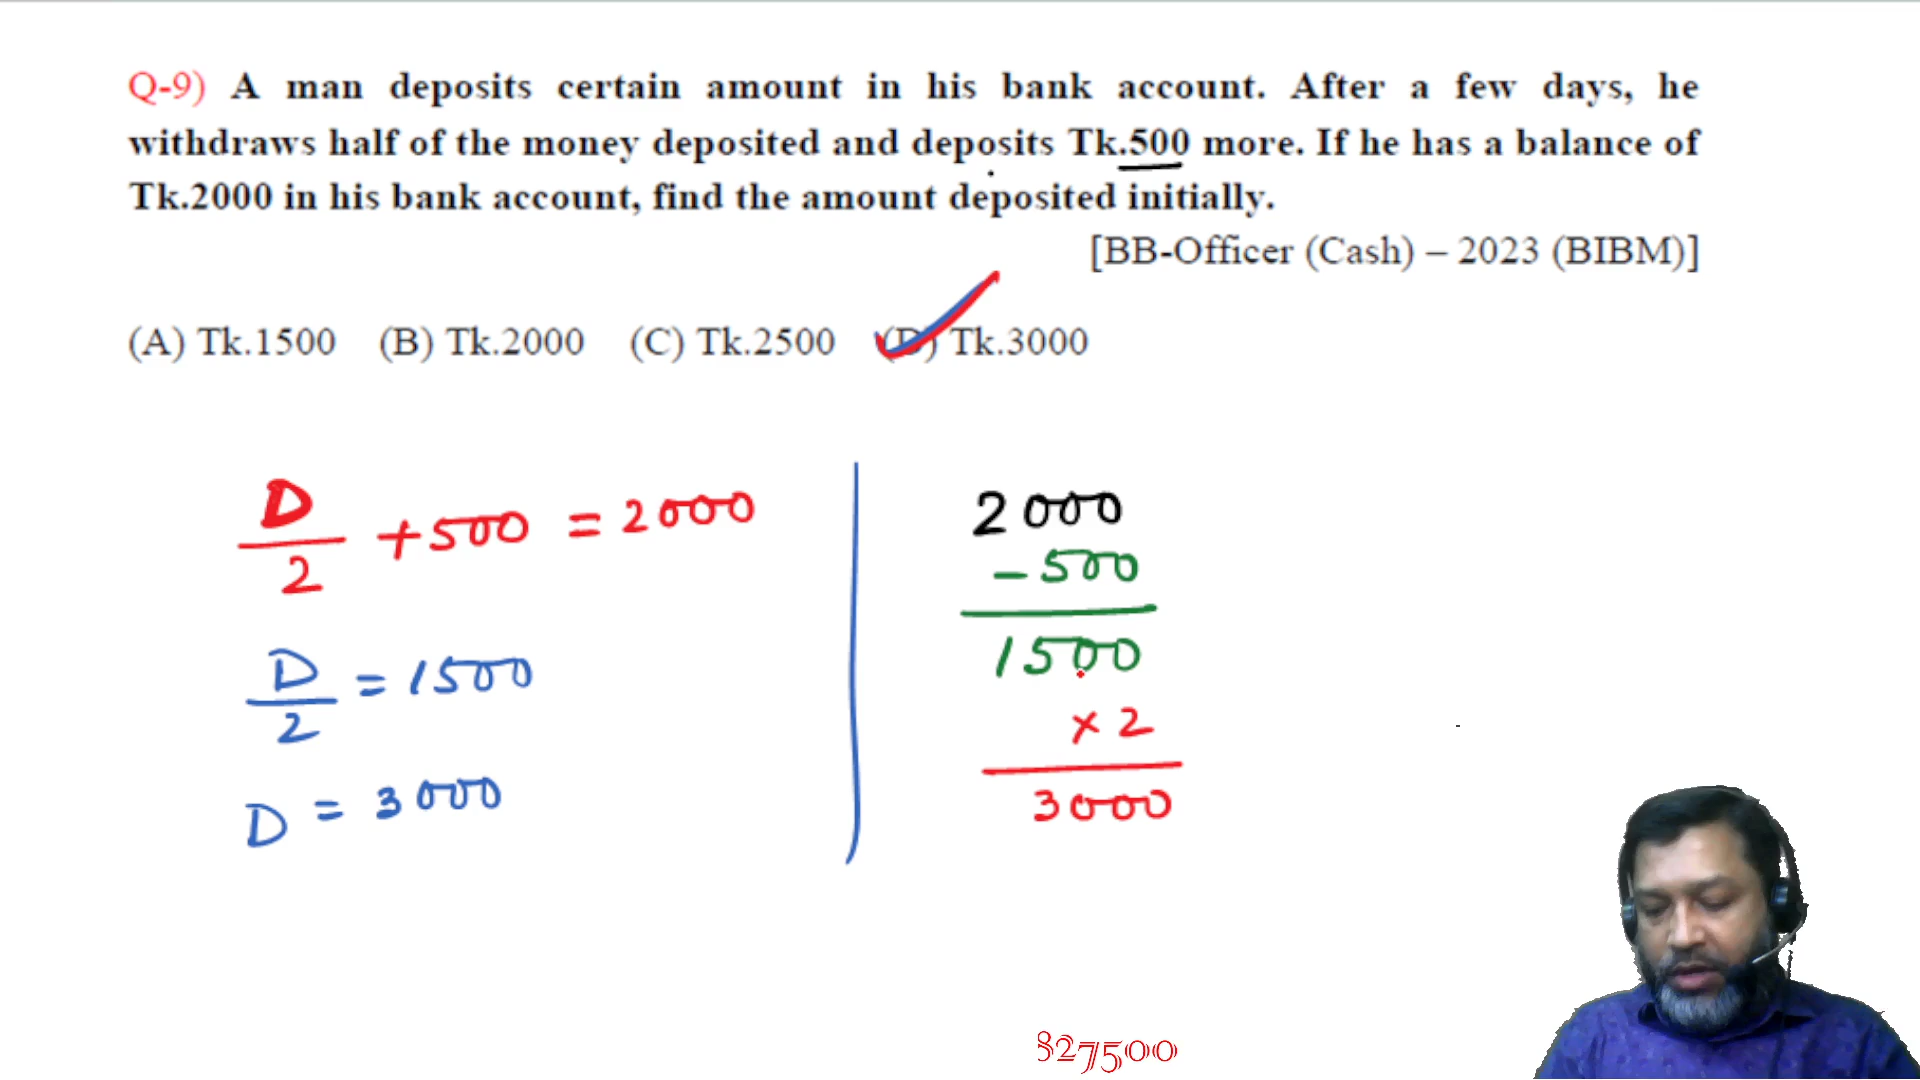 Q-9) A man deposits certain amount in his bank account. After a few days, he
withdraws half of the money deposited and deposits Tk.500 more. If he has a balance of
Tk.2000 in his bank account, find the amount deposited initially.
[BB-Officer (Cash) – 2023 (BIBM)]
(A) Tk.1500 (B) Tk.2000 (C) Tk.2500 (D) Tk.3000
D/2 + 500 = 2000
D/2 = 1500
D = 3000
2000
- 500
1500
× 2
3000
827500